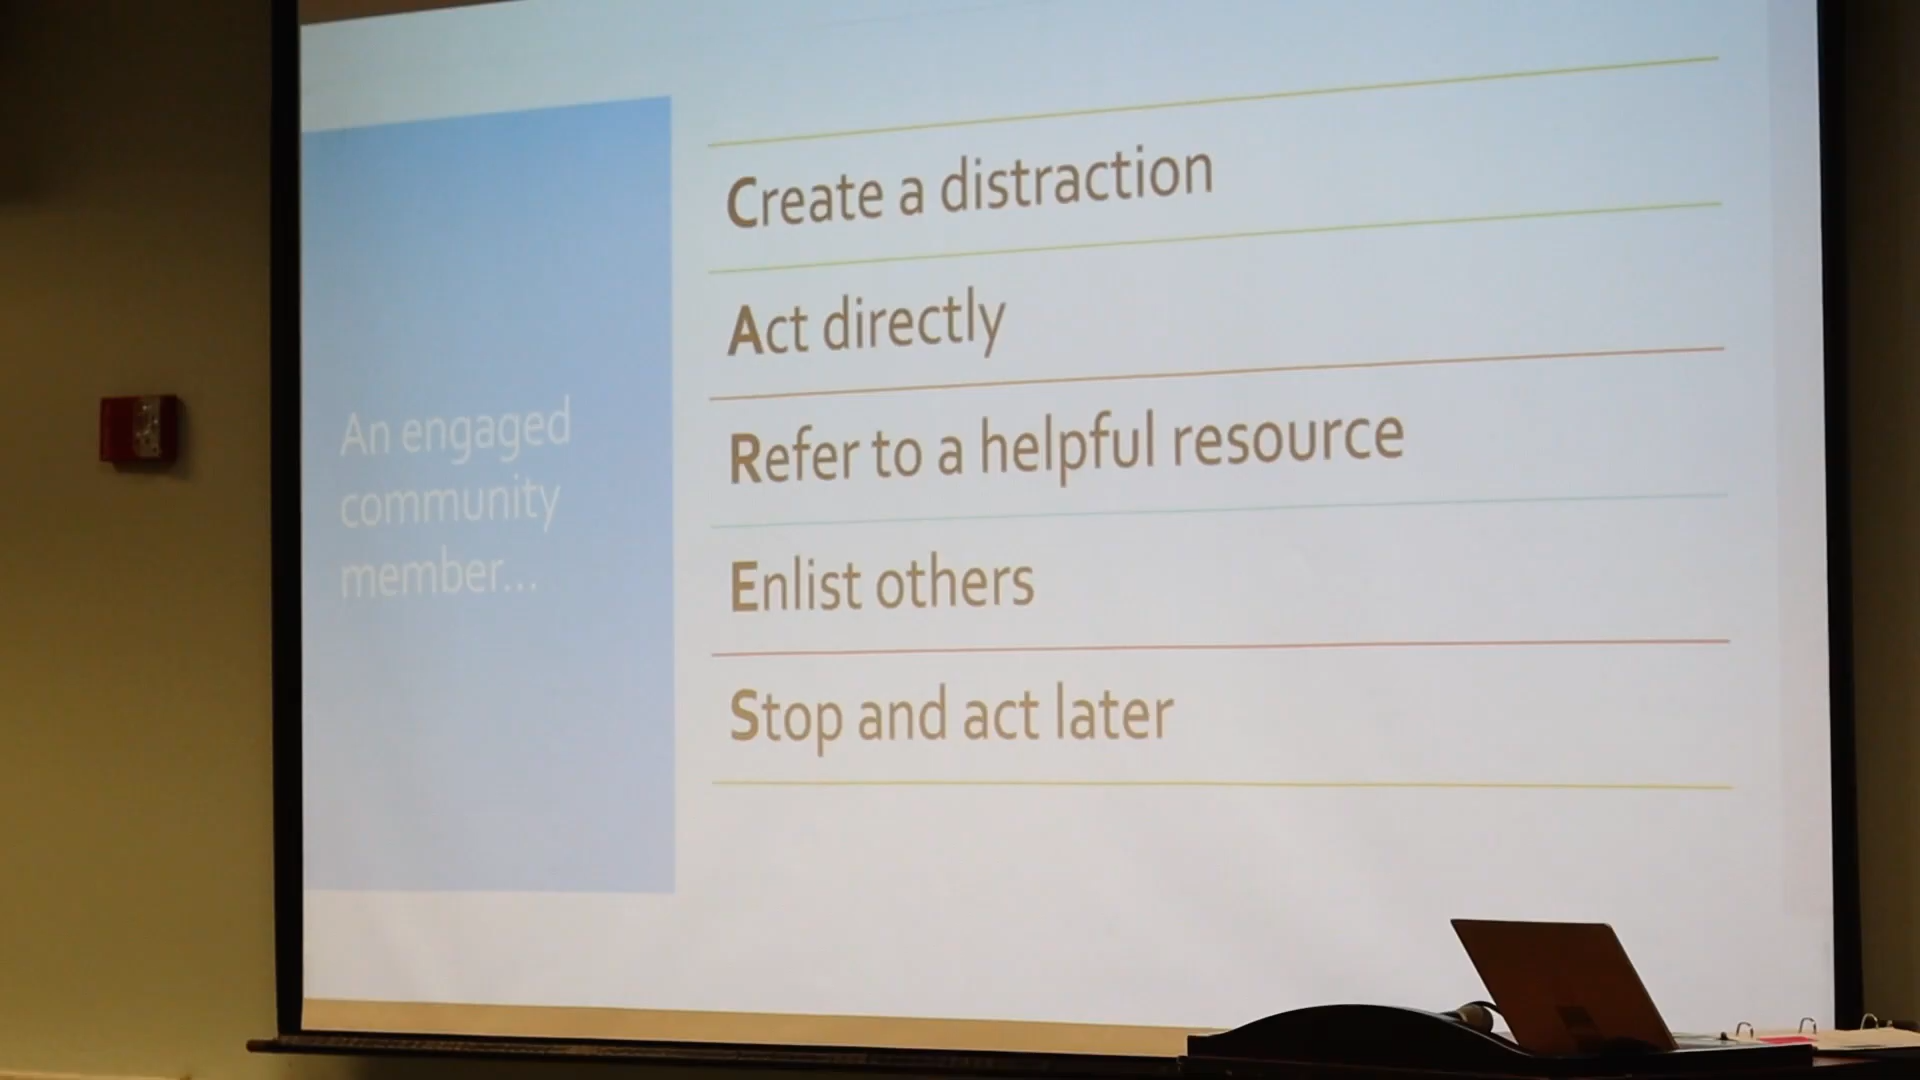 An engaged
community
member...
Create a distraction
Act directly
Refer to a helpful resource
Enlist others
Stop and act later